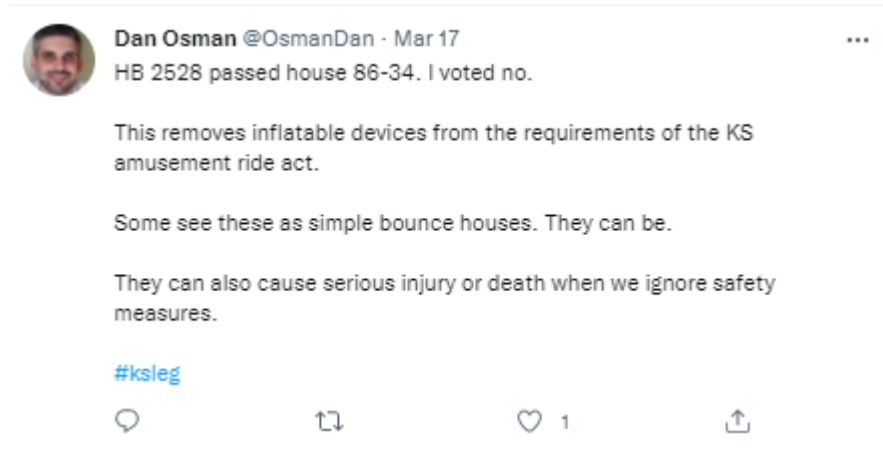 Dan Osman @OsmanDan · Mar 17
HB 2528 passed house 86-34. I voted no.
This removes inflatable devices from the requirements of the KS
amusement ride act.
Some see these as simple bounce houses. They can be.
They can also cause serious injury or death when we ignore safety
measures.
#ksleg
1